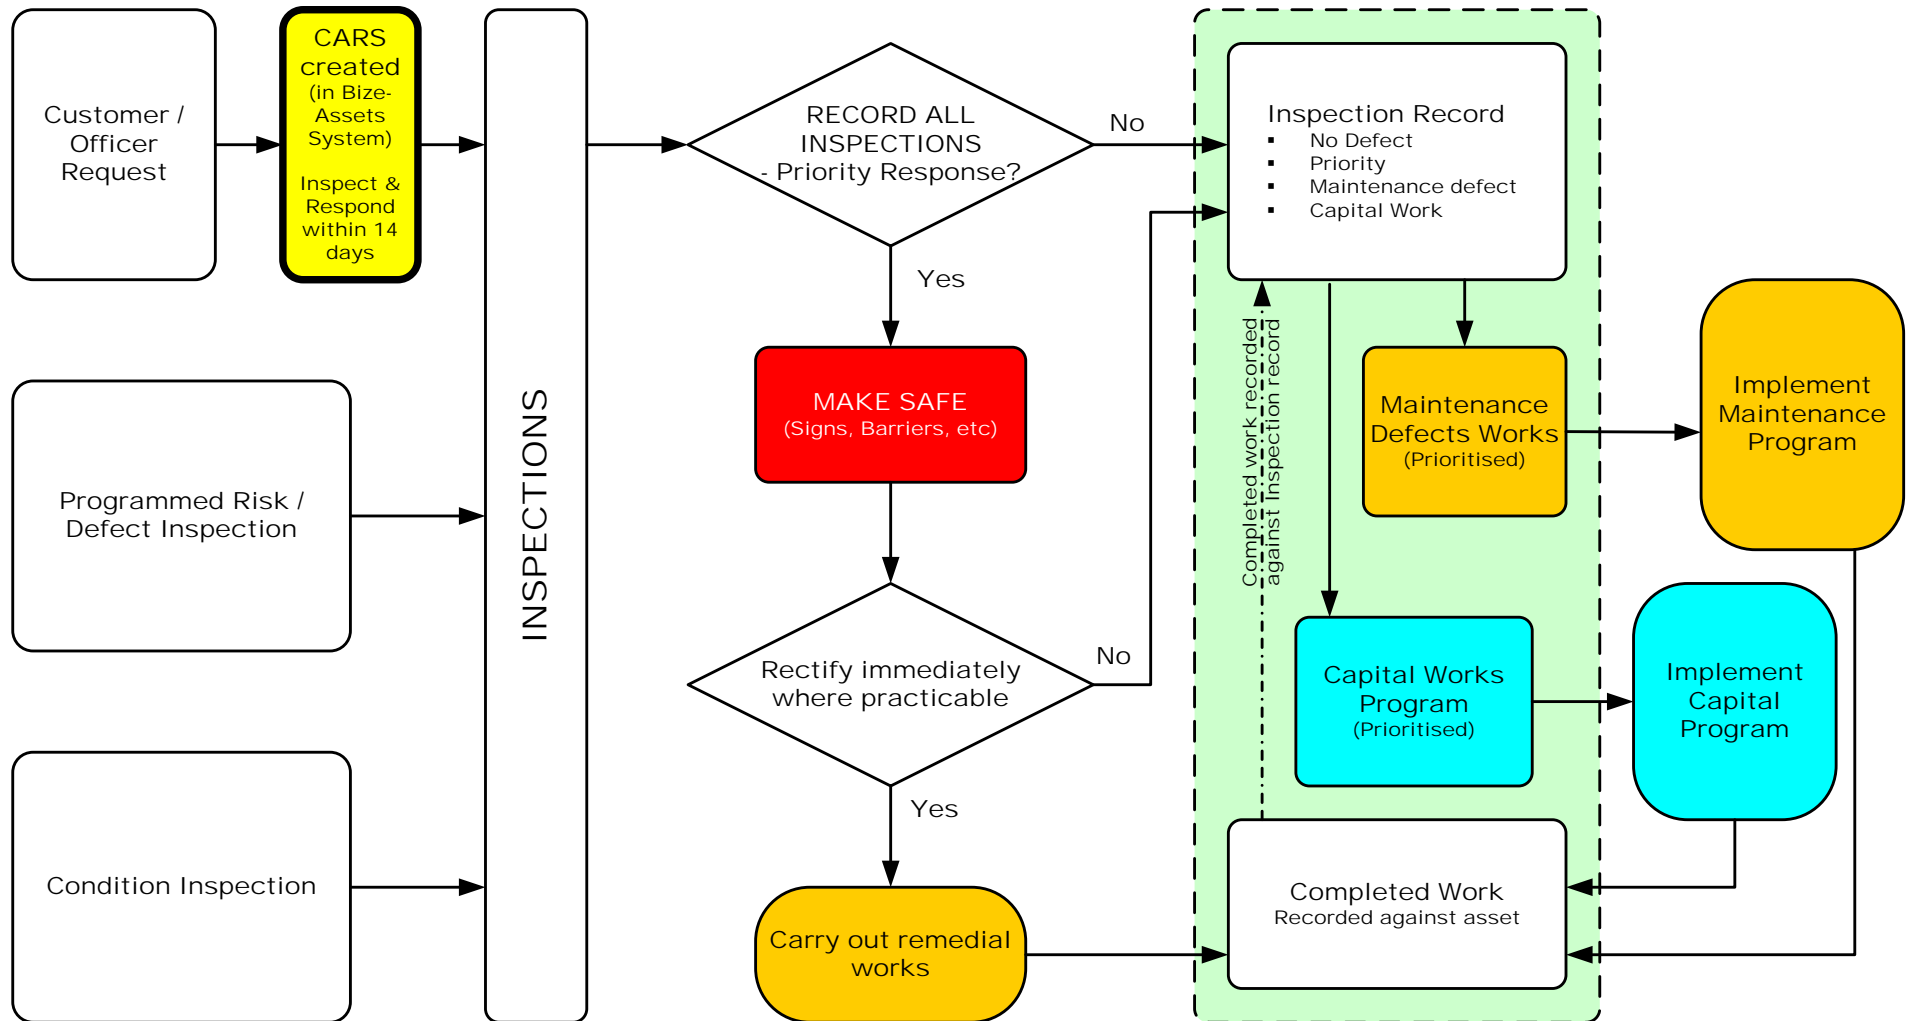 Customer /
Officer
Request
CARS
created
(in Bize-
Assets
System)
Inspect &
Respond
within 14
days
Programmed Risk /
Defect Inspection
Condition Inspection
INSPECTIONS
RECORD ALL
INSPECTIONS
- Priority Response?
No
Yes
MAKE SAFE
(Signs, Barriers, etc)
Rectify immediately
where practicable
No
Yes
Carry out remedial
works
Inspection Record
▪ No Defect
▪ Priority
▪ Maintenance defect
▪ Capital Work
Completed work recorded
against Inspection record
Maintenance
Defects Works
(Prioritised)
Implement
Maintenance
Program
Capital Works
Program
(Prioritised)
Implement
Capital
Program
Completed Work
Recorded against asset